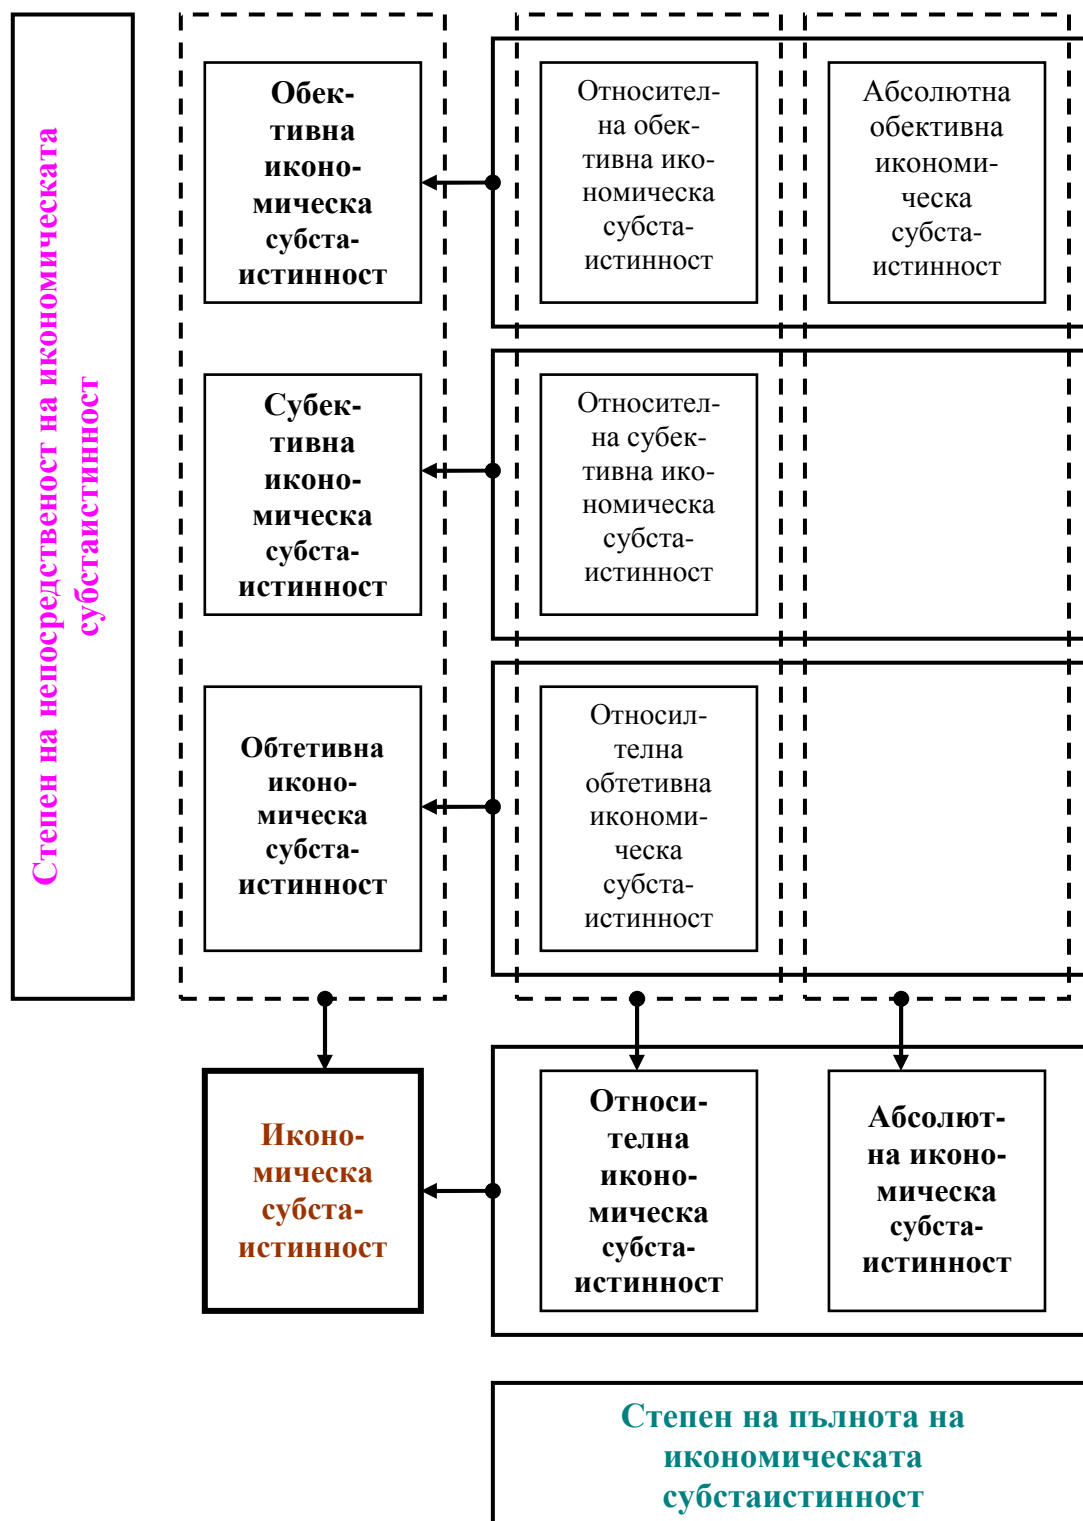 Степен на непосредственост на икономическата
субстаистинност
Обек-
тивна
иконо-
мическа
субста-
истинност
Относител-
на обек-
тивна ико-
номическа
субста-
истинност
Абсолютна
обективна
икономи-
ческа
субста-
истинност
Субек-
тивна
иконо-
мическа
субста-
истинност
Относител-
на субек-
тивна ико-
номическа
субста-
истинност
Обтетивна
иконо-
мическа
субста-
истинност
Относил-
телна
обтетивна
икономи-
ческа
субста-
истинност
Иконо-
мическа
субста-
истинност
Относи-
телна
иконо-
мическа
субста-
истинност
Абсолют-
на иконо-
мическа
субста-
истинност
Степен на пълнота на
икономическата
субстаистинност